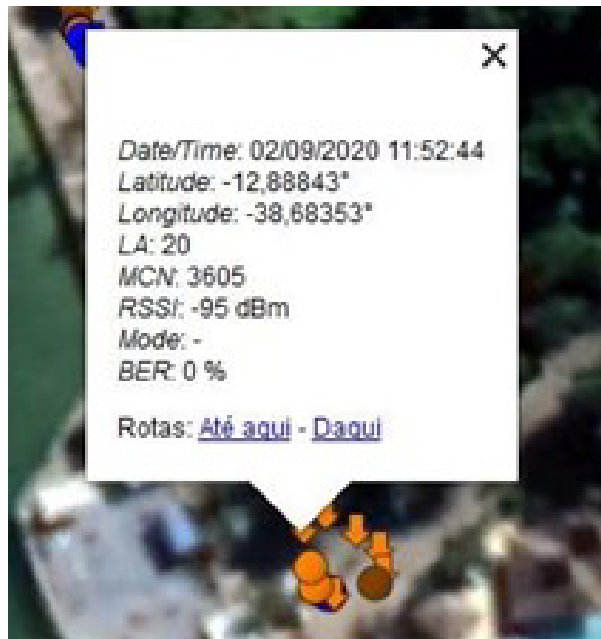 Date/Time: 02/09/2020 11:52:44
Latitude: -12,88843°
Longitude: -38,68353°
LA: 20
MCN: 3605
RSSI: -95 dBm
Mode: -
BER: 0 %
Rotas: Até aqui - Daqui